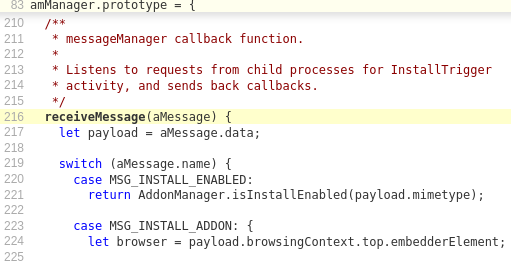 83 amManager.prototype = {
210 /**
211 * messageManager callback function.
212 *
213 * Listens to requests from child processes for InstallTrigger
214 * activity, and sends back callbacks.
215 */
216 receiveMessage(aMessage) {
217 let payload = aMessage.data;
218
219 switch (aMessage.name) {
220 case MSG_INSTALL_ENABLED:
221 return AddonManager.isInstallEnabled(payload.mimetype);
222
223 case MSG_INSTALL_ADDON: {
224 let browser = payload.browsingContext.top.embedderElement;
225